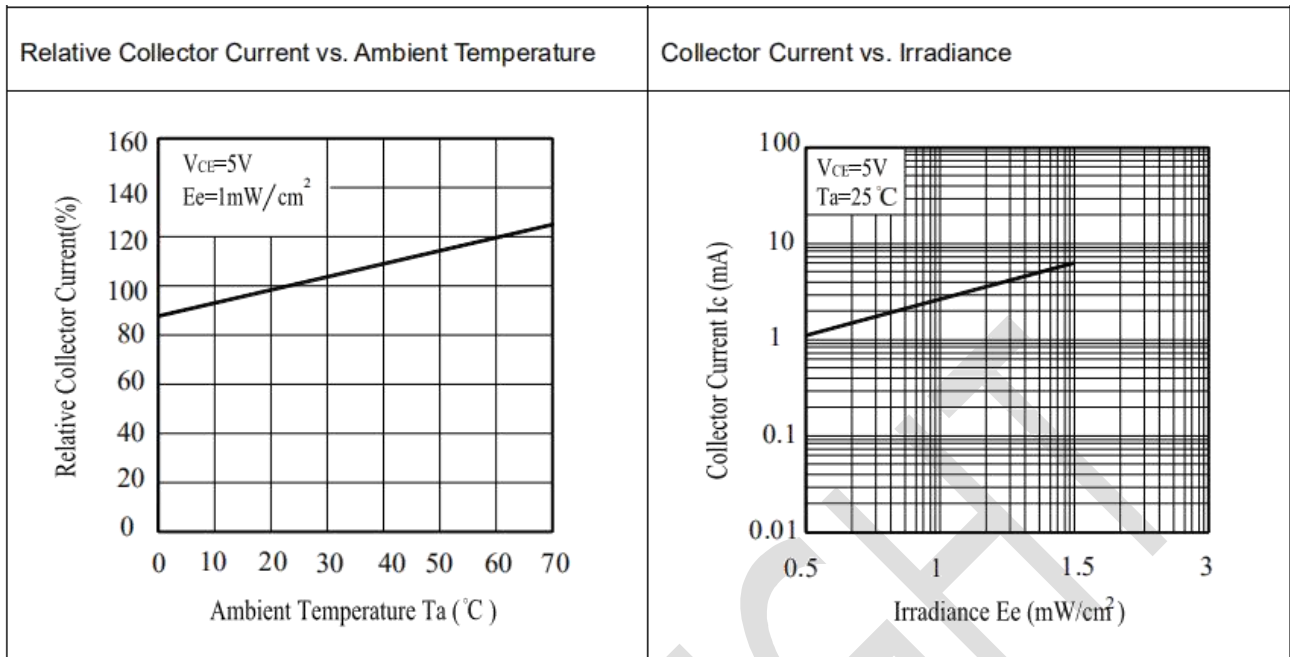 Relative Collector Current vs. Ambient Temperature
Collector Current vs. Irradiance
160
140
120
100
80
60
40
20
0
Relative Collector Current(%)
VCE=5V
Ee=1mW/cm²
0 10 20 30 40 50 60 70
Ambient Temperature Ta (℃)
100
10
1
0.1
0.01
Collector Current Ic (mA)
VCE=5V
Ta=25℃
0.5 1 1.5 3
Irradiance Ee (mW/cm²)